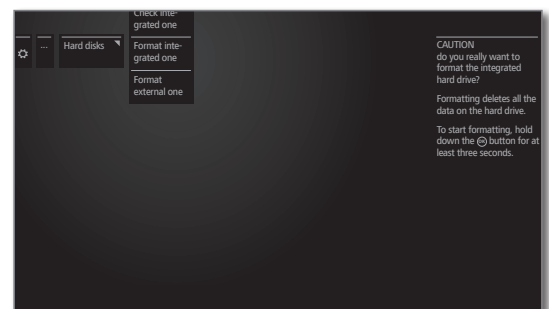 Check inte-
grated one
...
Hard disks
Format inte-
grated one
Format
external one
CAUTION
do you really want to
format the integrated
hard drive?
Formatting deletes all the
data on the hard drive.
To start formatting, hold
down the OK button for at
least three seconds.